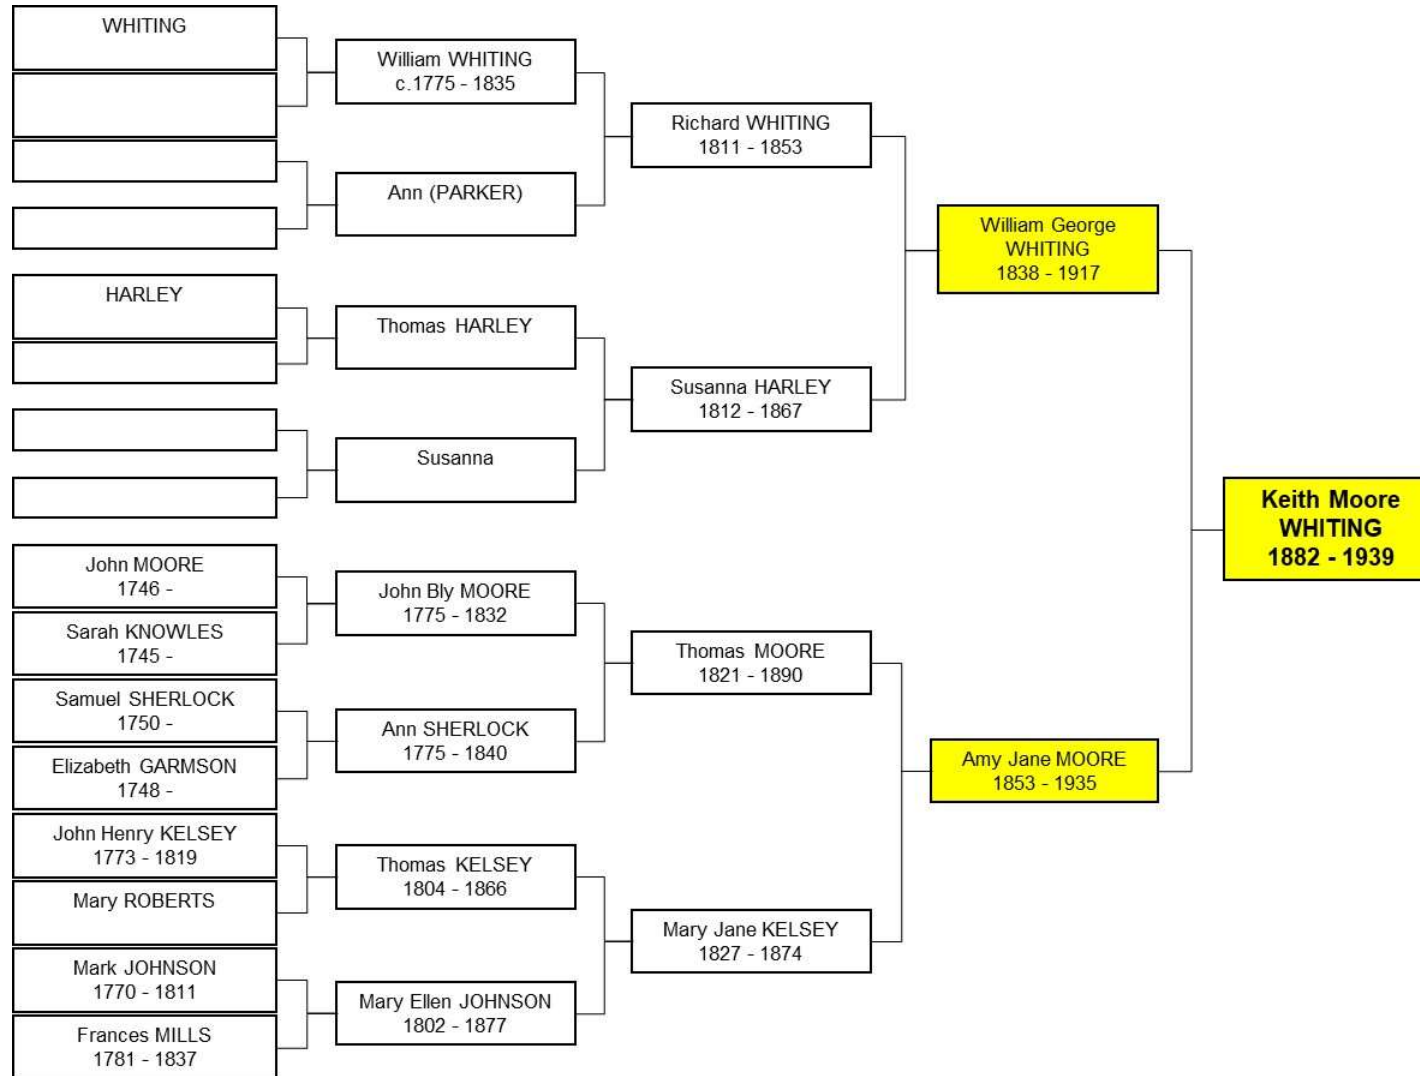 WHITING
William WHITING
c.1775 - 1835
Ann (PARKER)
HARLEY
Thomas HARLEY
Susanna
John MOORE
1746 -
Sarah KNOWLES
1745 -
Samuel SHERLOCK
1750 -
Elizabeth GARMSON
1748 -
John Henry KELSEY
1773 - 1819
Mary ROBERTS
Mark JOHNSON
1770 - 1811
Frances MILLS
1781 - 1837
John Bly MOORE
1775 - 1832
Ann SHERLOCK
1775 - 1840
Thomas KELSEY
1804 - 1866
Mary Ellen JOHNSON
1802 - 1877
Richard WHITING
1811 - 1853
Susanna HARLEY
1812 - 1867
Thomas MOORE
1821 - 1890
Mary Jane KELSEY
1827 - 1874
William George
WHITING
1838 - 1917
Amy Jane MOORE
1853 - 1935
Keith Moore
WHITING
1882 - 1939